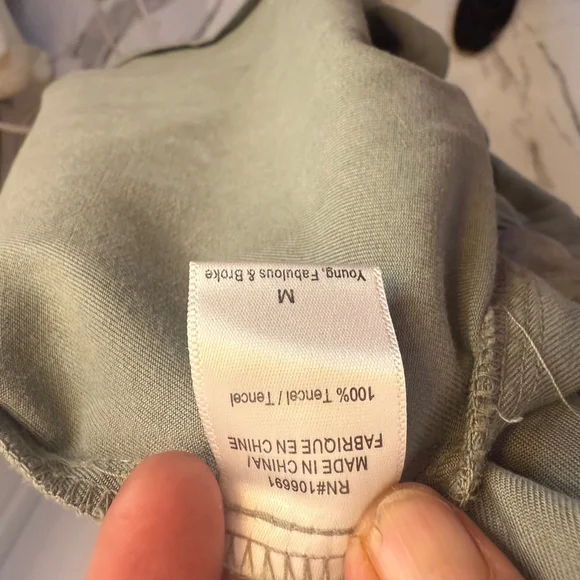 Young, Fabulous & Broke
M
100% Tencel / Tencel
FABRIQUE EN CHINE
MADE IN CHINA/
RN#106691